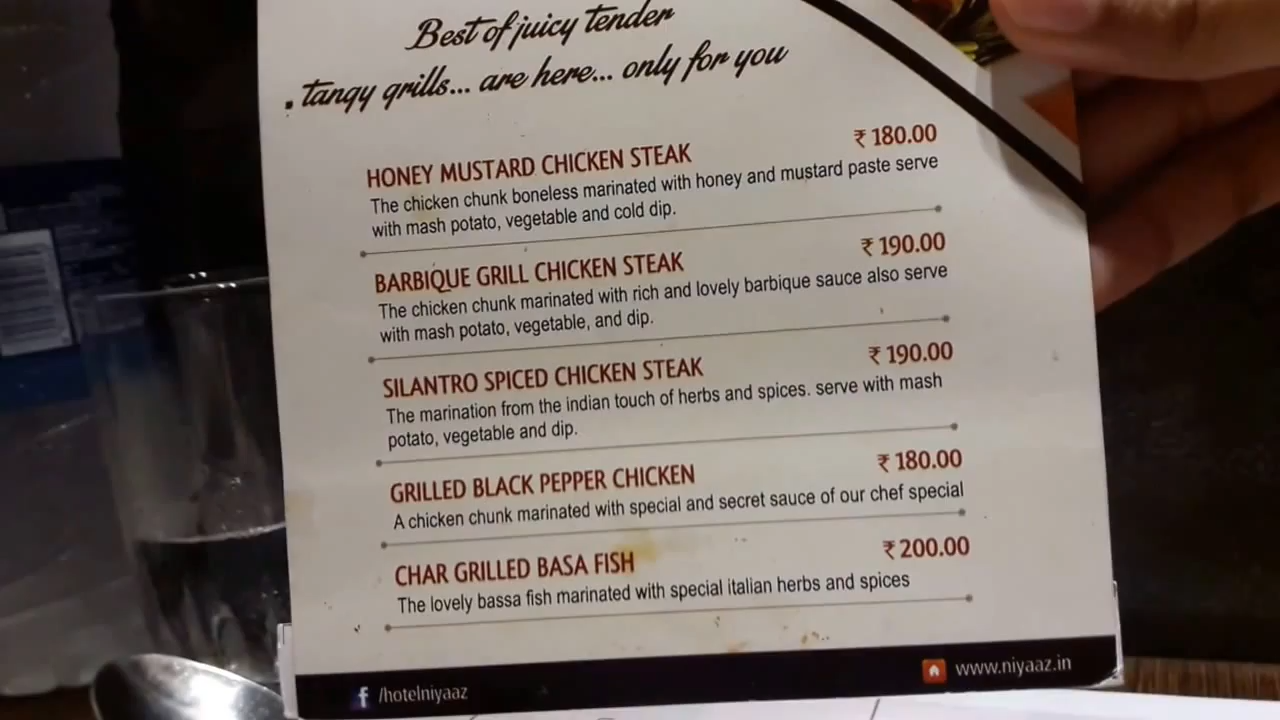 Best of juicy tender
. tangy grills... are here... only for you
HONEY MUSTARD CHICKEN STEAK ₹ 180.00
The chicken chunk boneless marinated with honey and mustard paste serve
with mash potato, vegetable and cold dip.
BARBIQUE GRILL CHICKEN STEAK ₹ 190.00
The chicken chunk marinated with rich and lovely barbique sauce also serve
with mash potato, vegetable, and dip.
SILANTRO SPICED CHICKEN STEAK ₹ 190.00
The marination from the indian touch of herbs and spices. serve with mash
potato, vegetable and dip.
GRILLED BLACK PEPPER CHICKEN ₹ 180.00
A chicken chunk marinated with special and secret sauce of our chef special
CHAR GRILLED BASA FISH ₹ 200.00
The lovely bassa fish marinated with special italian herbs and spices
f /hotelniyaaz www.niyaaz.in